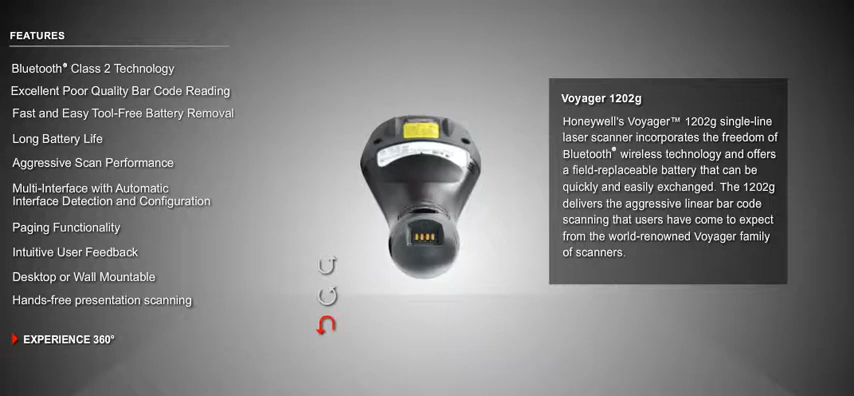 FEATURES
Bluetooth® Class 2 Technology
Excellent Poor Quality Bar Code Reading
Fast and Easy Tool-Free Battery Removal
Long Battery Life
Aggressive Scan Performance
Multi-Interface with Automatic
Interface Detection and Configuration
Paging Functionality
Intuitive User Feedback
Desktop or Wall Mountable
Hands-free presentation scanning
EXPERIENCE 360°
Voyager 1202g
Honeywell's Voyager™ 1202g single-line
laser scanner incorporates the freedom of
Bluetooth® wireless technology and offers
a field-replaceable battery that can be
quickly and easily exchanged. The 1202g
delivers the aggressive linear bar code
scanning that users have come to expect
from the world-renowned Voyager family
of scanners.